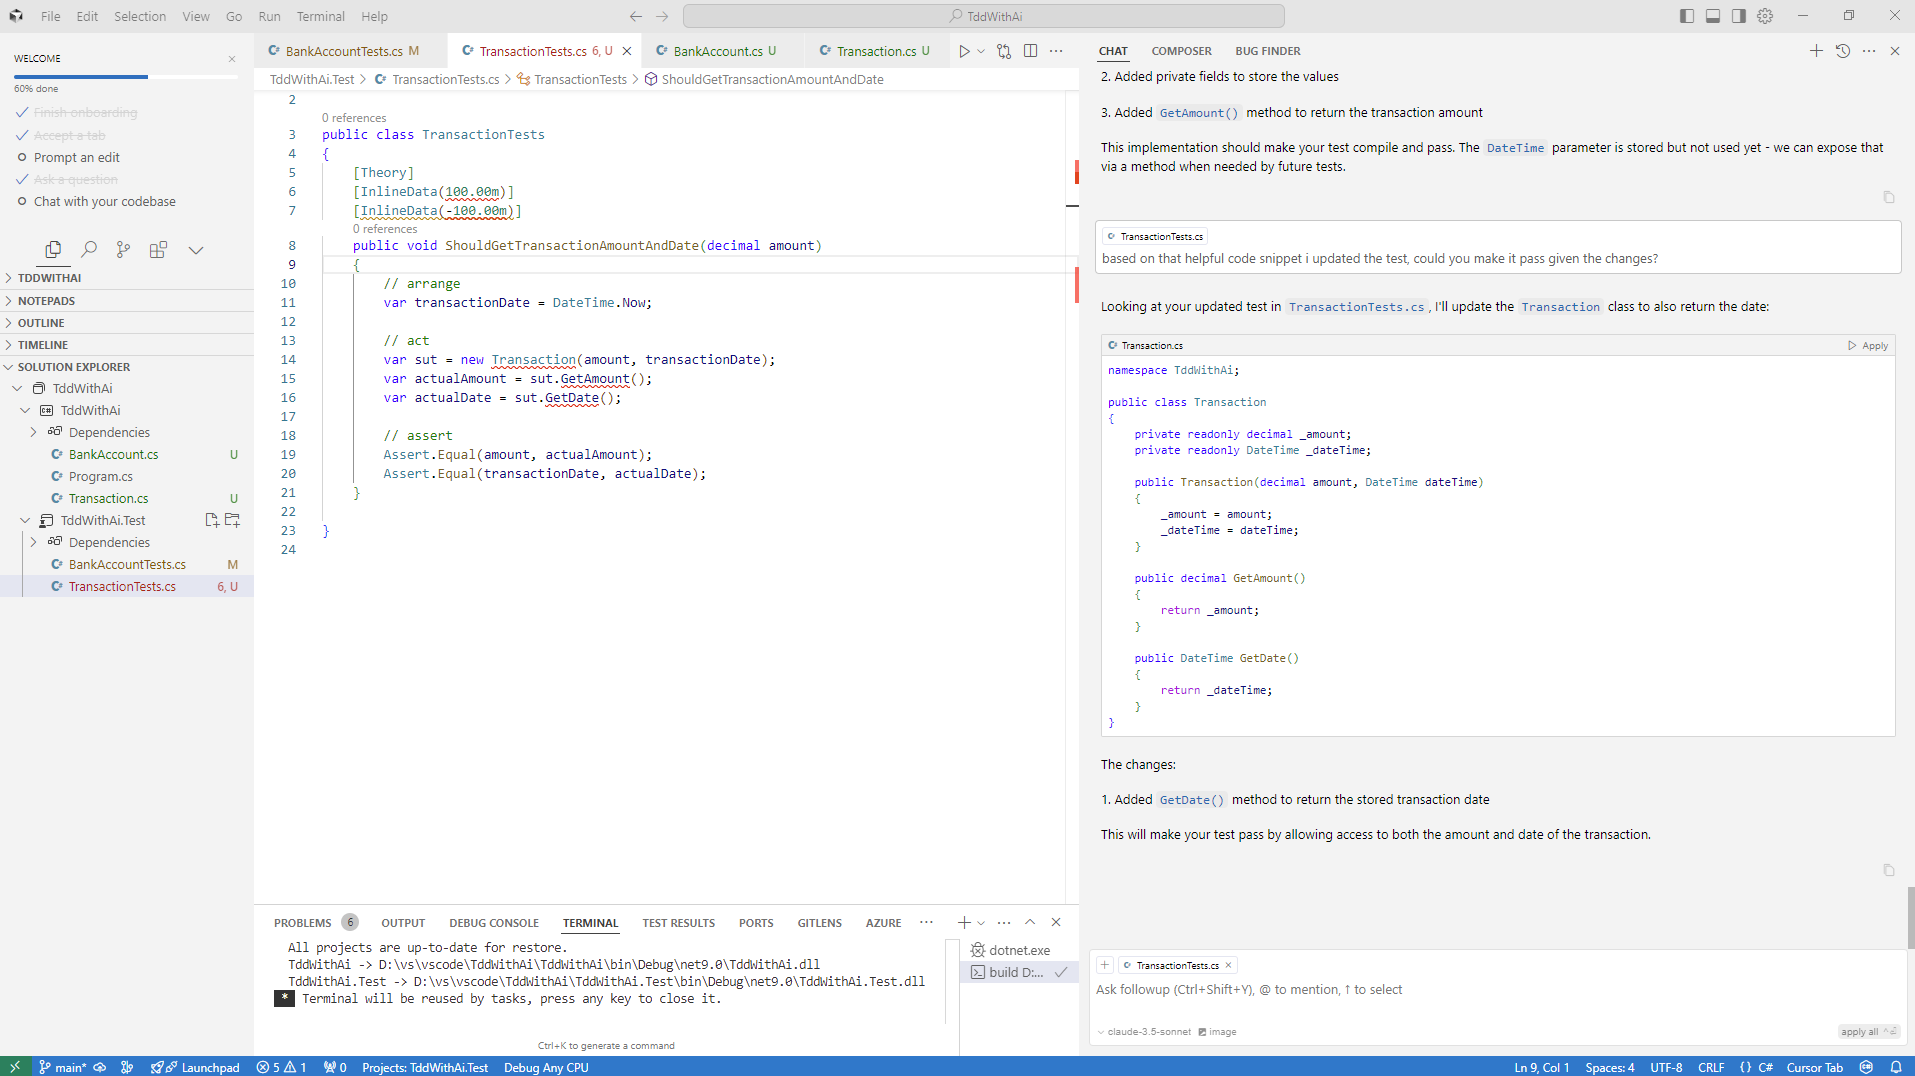 File Edit Selection View Go Run Terminal Help
TddWithAi
WELCOME
60% done
Finish onboarding
Accept a tab
Prompt an edit
Ask a question
Chat with your codebase
TDDWITHAI
NOTEPADS
OUTLINE
TIMELINE
SOLUTION EXPLORER
TddWithAi
TddWithAi
Dependencies
BankAccount.cs U
Program.cs
Transaction.cs U
TddWithAi.Test
Dependencies
BankAccountTests.cs M
TransactionTests.cs 6, U
BankAccountTests.cs M TransactionTests.cs 6, U BankAccount.cs U Transaction.cs U
TddWithAi.Test > TransactionTests.cs > TransactionTests > ShouldGetTransactionAmountAndDate
2
0 references
3 public class TransactionTests
4 {
5 [Theory]
6 [InlineData(100.00m)]
7 [InlineData(-100.00m)]
0 references
8 public void ShouldGetTransactionAmountAndDate(decimal amount)
9 {
10 // arrange
11 var transactionDate = DateTime.Now;
12
13 // act
14 var sut = new Transaction(amount, transactionDate);
15 var actualAmount = sut.GetAmount();
16 var actualDate = sut.GetDate();
17
18 // assert
19 Assert.Equal(amount, actualAmount);
20 Assert.Equal(transactionDate, actualDate);
21 }
22
23 }
24
PROBLEMS 6 OUTPUT DEBUG CONSOLE TERMINAL TEST RESULTS PORTS GITLENS AZURE
All projects are up-to-date for restore.
TddWithAi -> D:\vs\vscode\TddWithAi\TddWithAi\bin\Debug\net9.0\TddWithAi.dll
TddWithAi.Test -> D:\vs\vscode\TddWithAi\TddWithAi.Test\bin\Debug\net9.0\TddWithAi.Test.dll
* Terminal will be reused by tasks, press any key to close it.
Ctrl+K to generate a command
dotnet.exe
build D:...
CHAT COMPOSER BUG FINDER
2. Added private fields to store the values
3. Added GetAmount() method to return the transaction amount
This implementation should make your test compile and pass. The DateTime parameter is stored but not used yet - we can expose that
via a method when needed by future tests.
TransactionTests.cs
based on that helpful code snippet i updated the test, could you make it pass given the changes?
Looking at your updated test in TransactionTests.cs, I'll update the Transaction class to also return the date:
Transaction.cs Apply
namespace TddWithAi;
public class Transaction
{
private readonly decimal _amount;
private readonly DateTime _dateTime;
public Transaction(decimal amount, DateTime dateTime)
{
_amount = amount;
_dateTime = dateTime;
}
public decimal GetAmount()
{
return _amount;
}
public DateTime GetDate()
{
return _dateTime;
}
}
The changes:
1. Added GetDate() method to return the stored transaction date
This will make your test pass by allowing access to both the amount and date of the transaction.
TransactionTests.cs
Ask followup (Ctrl+Shift+Y), @ to mention, ↑ to select
claude-3.5-sonnet image
apply all
main* Launchpad 5 1 0 Projects: TddWithAi.Test Debug Any CPU
Ln 9, Col 1 Spaces: 4 UTF-8 CRLF {} C# Cursor Tab